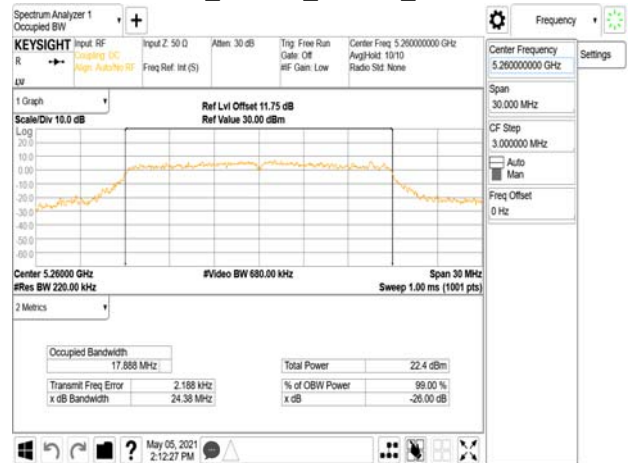 Spectrum Analyzer 1
Occupied BW
Frequency
KEYSIGHT
R
Input: RF
Coupling: DC
Align: Auto/No RF
Input Z: 50 Ω
Freq Ref: Int (S)
Atten: 30 dB
Trig: Free Run
Gate: Off
#IF Gain: Low
Center Freq: 5.260000000 GHz
Avg|Hold: 10/10
Radio Std: None
Center Frequency
5.260000000 GHz
Settings
Span
30.000 MHz
CF Step
3.000000 MHz
Auto
Man
Freq Offset
0 Hz
1 Graph
Scale/Div 10.0 dB
Ref Lvl Offset 11.75 dB
Ref Value 30.00 dBm
Log
20.0
10.0
0.00
-10.0
-20.0
-30.0
-40.0
-50.0
-60.0
Center 5.26000 GHz
#Res BW 220.00 kHz
#Video BW 680.00 kHz
Span 30 MHz
Sweep 1.00 ms (1001 pts)
2 Metrics
Occupied Bandwidth
17.888 MHz
Transmit Freq Error 2.188 kHz
x dB Bandwidth 24.38 MHz
Total Power 22.4 dBm
% of OBW Power 99.00 %
x dB -26.00 dB
May 05, 2021
2:12:27 PM